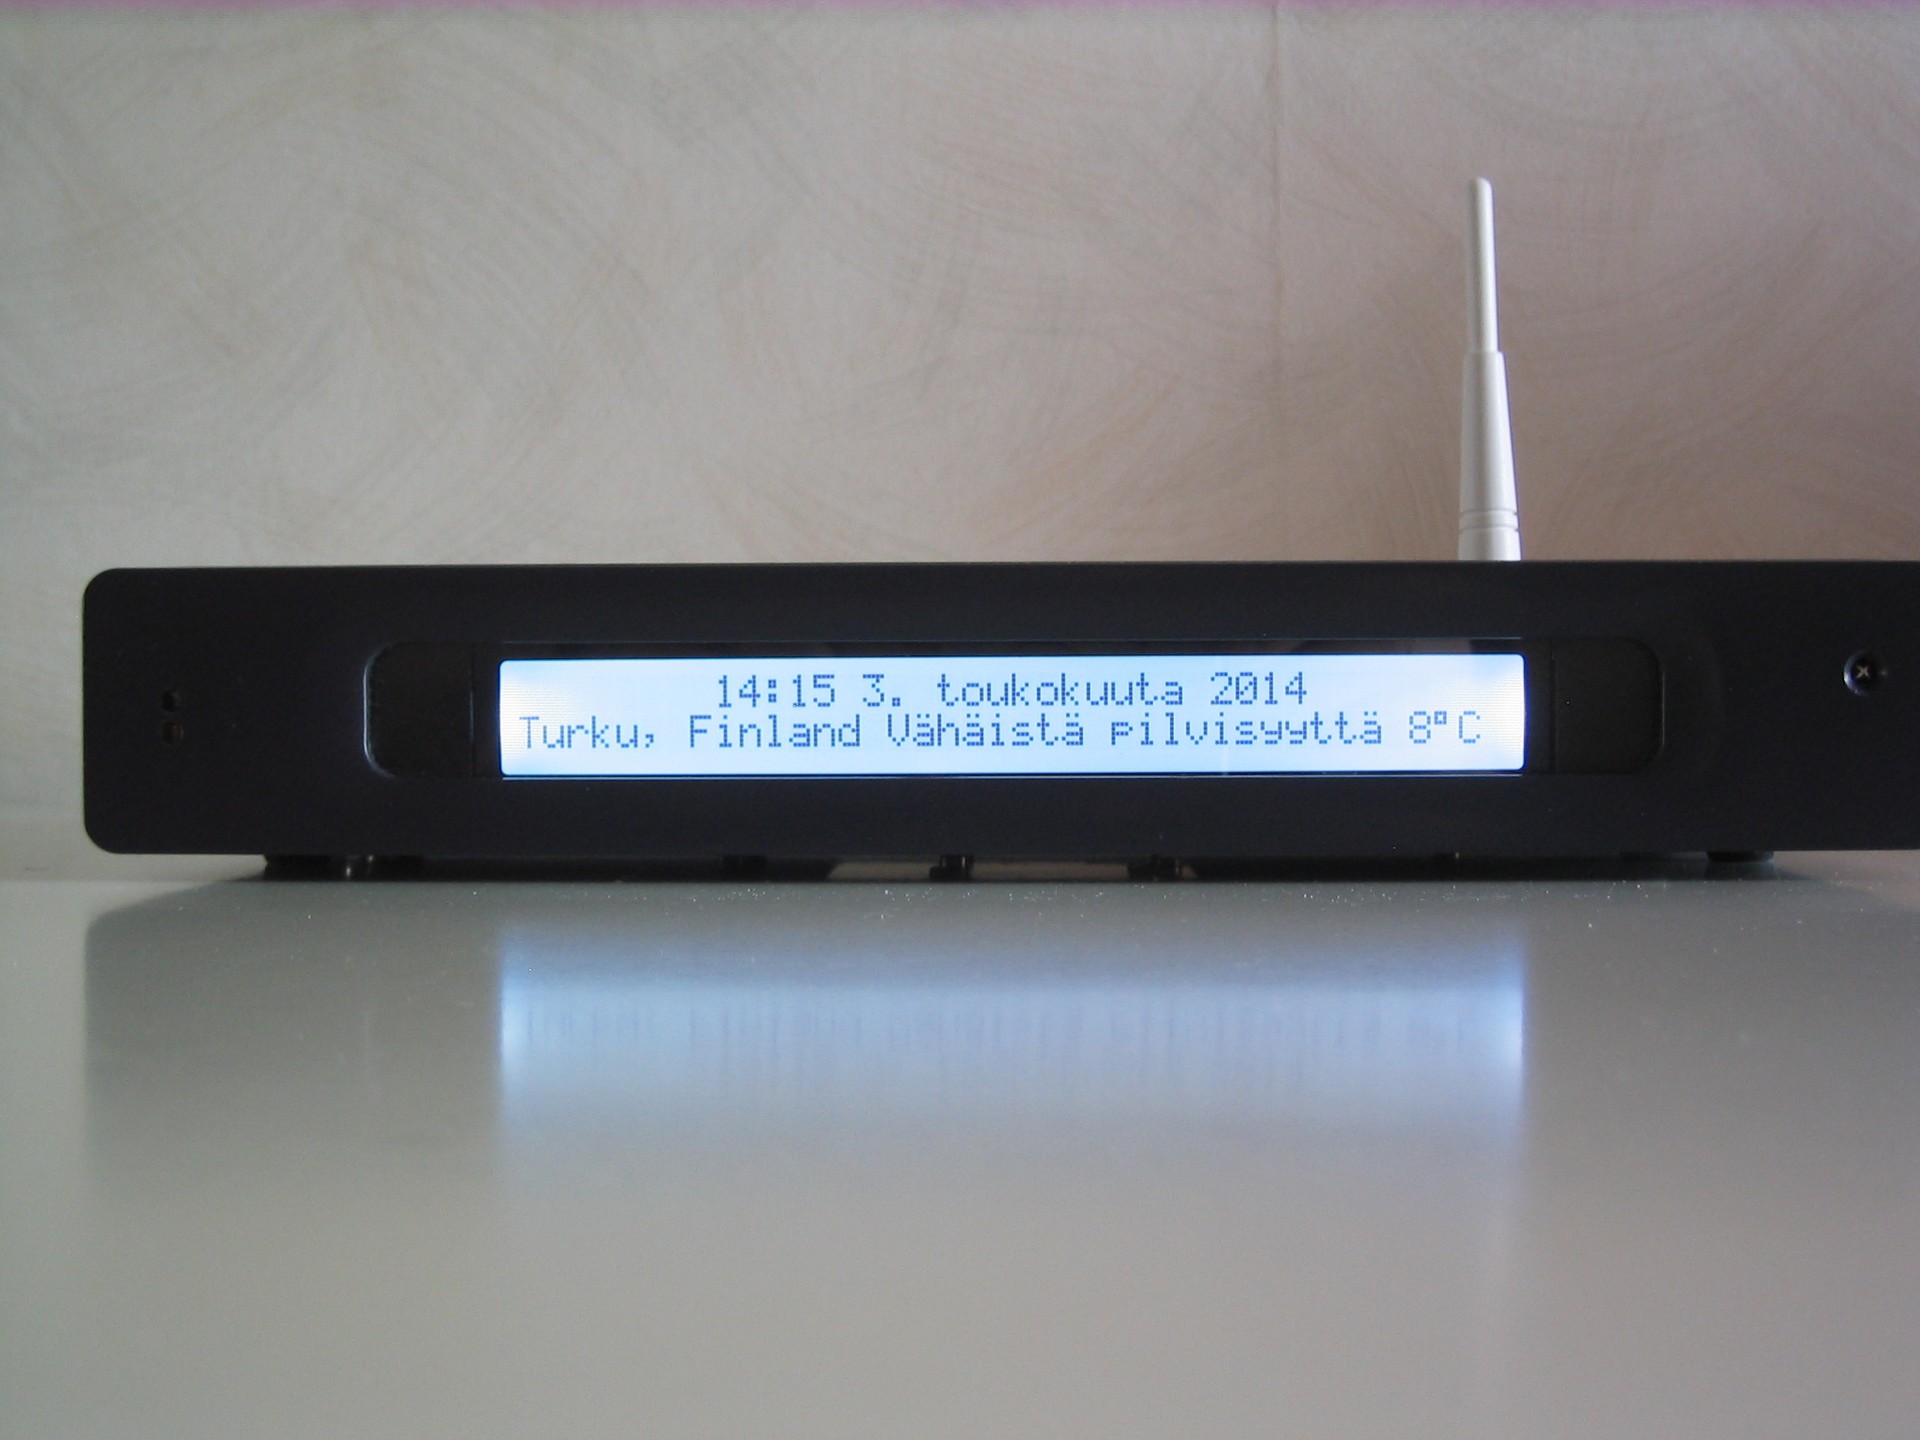 14:15 3. toukokuuta 2014
Turku, Finland Vähäistä pilvisyyttä 8°C